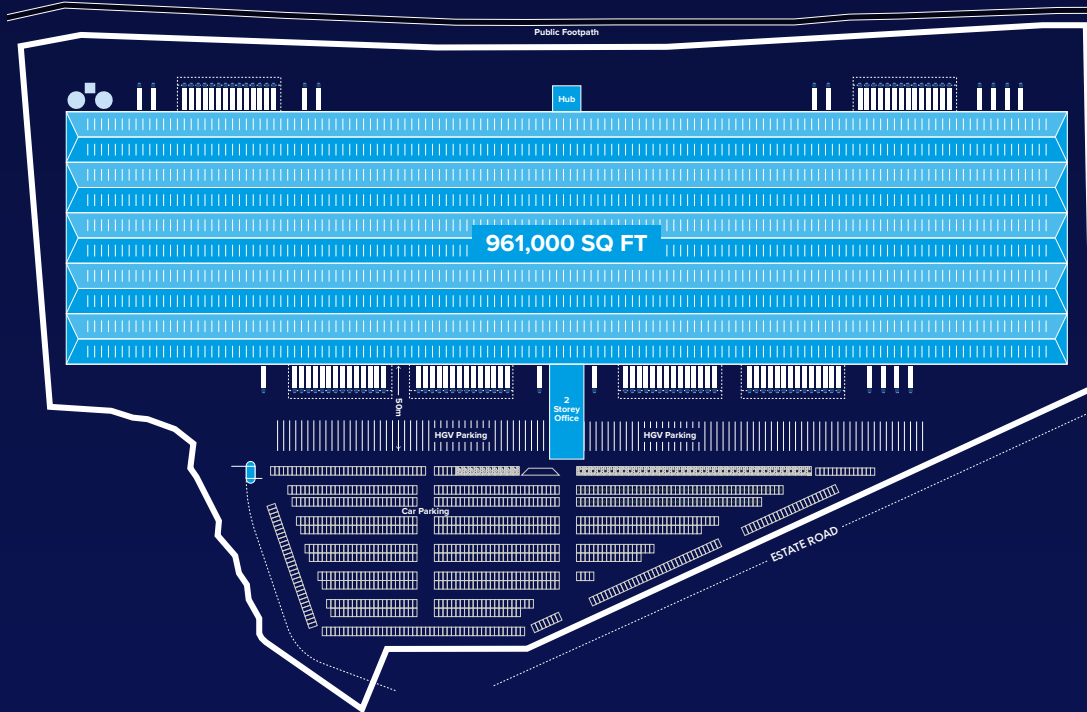 Public Footpath
Hub
961,000 SQ FT
50m
2
Storey
Office
HGV Parking
HGV Parking
Car Parking
ESTATE ROAD